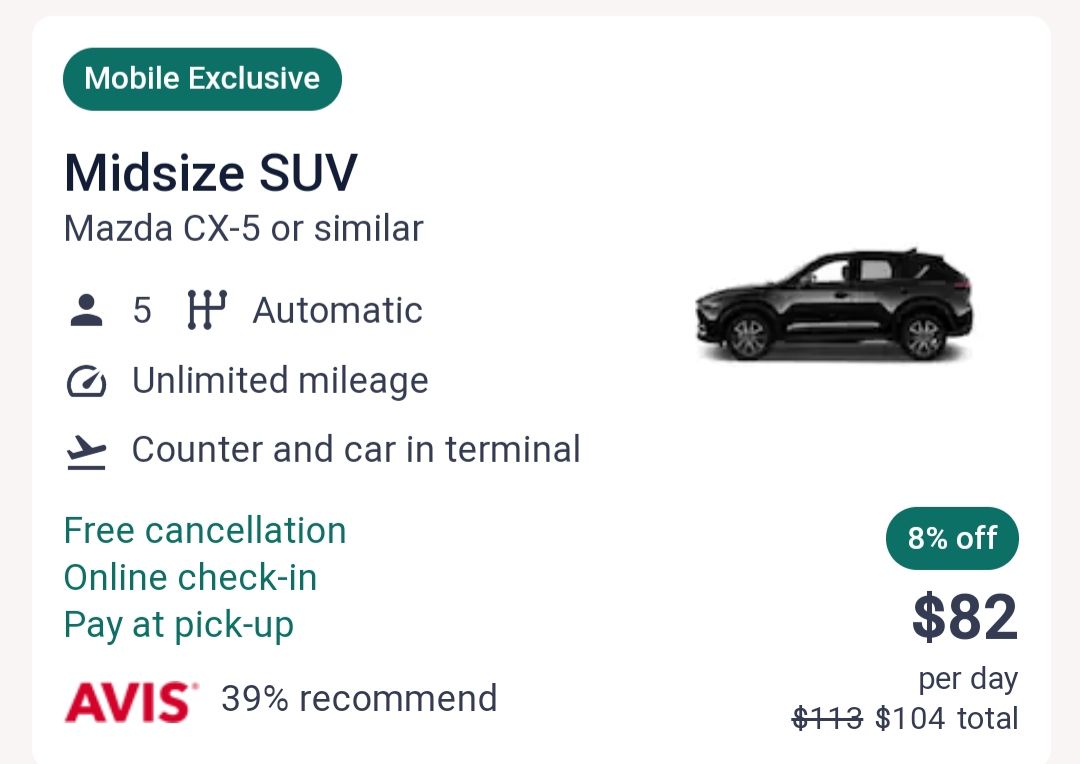 Mobile Exclusive
Midsize SUV
Mazda CX-5 or similar
5 Automatic
Unlimited mileage
Counter and car in terminal
Free cancellation
Online check-in
Pay at pick-up
8% off
$82
per day
$113 $104 total
AVIS 39% recommend